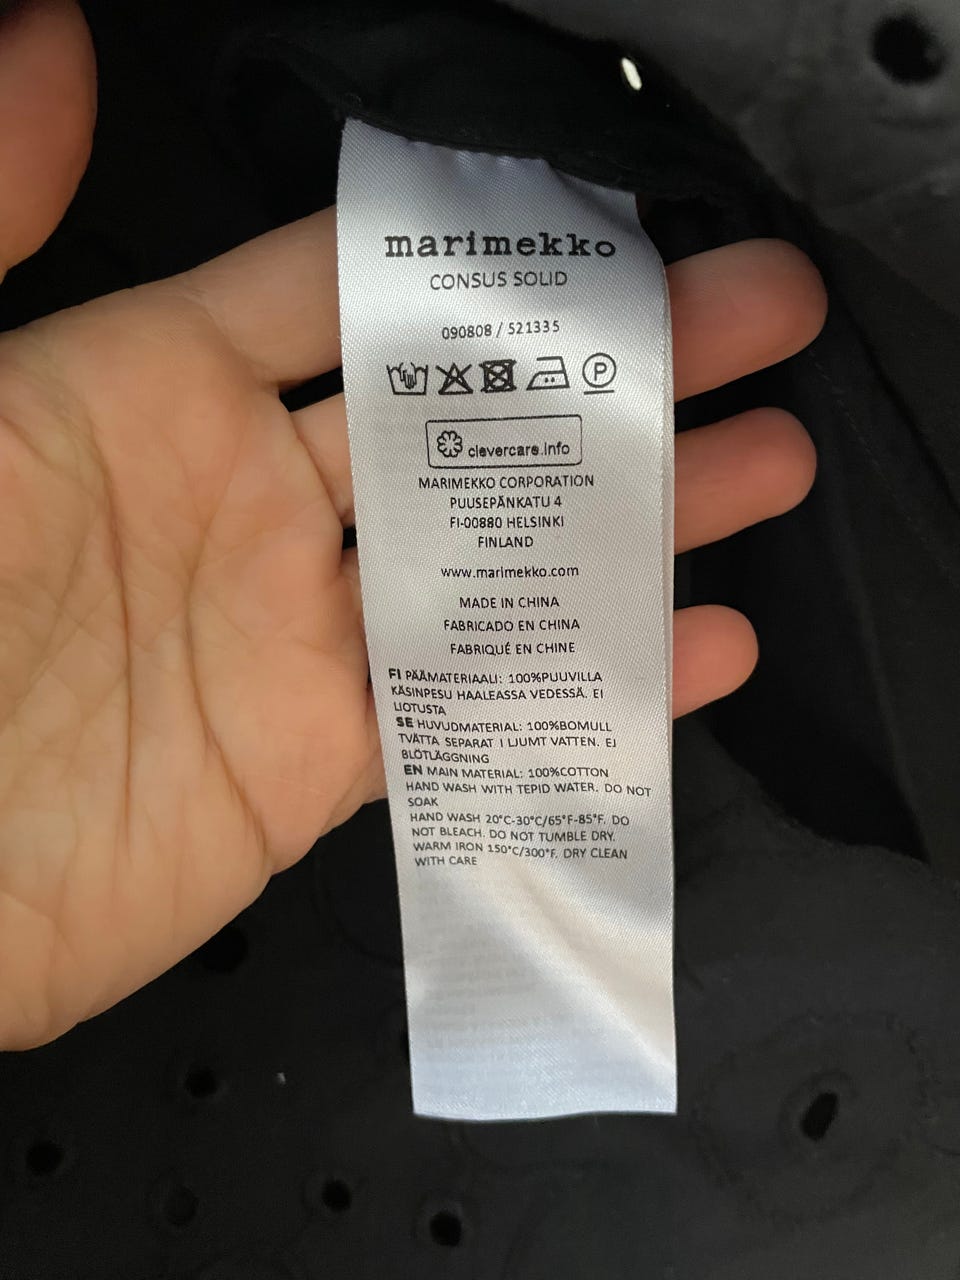 marimekko
CONSUS SOLID
090808 / 521335
P
clevercare.info
MARIMEKKO CORPORATION
PUUSEPÄNKATU 4
FI-00880 HELSINKI
FINLAND
www.marimekko.com
MADE IN CHINA
FABRICADO EN CHINA
FABRIQUÉ EN CHINE
FI PÄÄMATERIAALI: 100%PUUVILLA
KÄSINPESU HAALEASSA VEDESSÄ. EI
LIOTUSTA
SE HUVUDMATERIAL: 100%BOMULL
TVÄTTA SEPARAT I LJUMT VATTEN. EJ
BLÖTLÄGGNING
EN MAIN MATERIAL: 100%COTTON
HAND WASH WITH TEPID WATER. DO NOT
SOAK
HAND WASH 20°C-30°C/65°F-85°F. DO
NOT BLEACH. DO NOT TUMBLE DRY.
WARM IRON 150°C/300°F. DRY CLEAN
WITH CARE